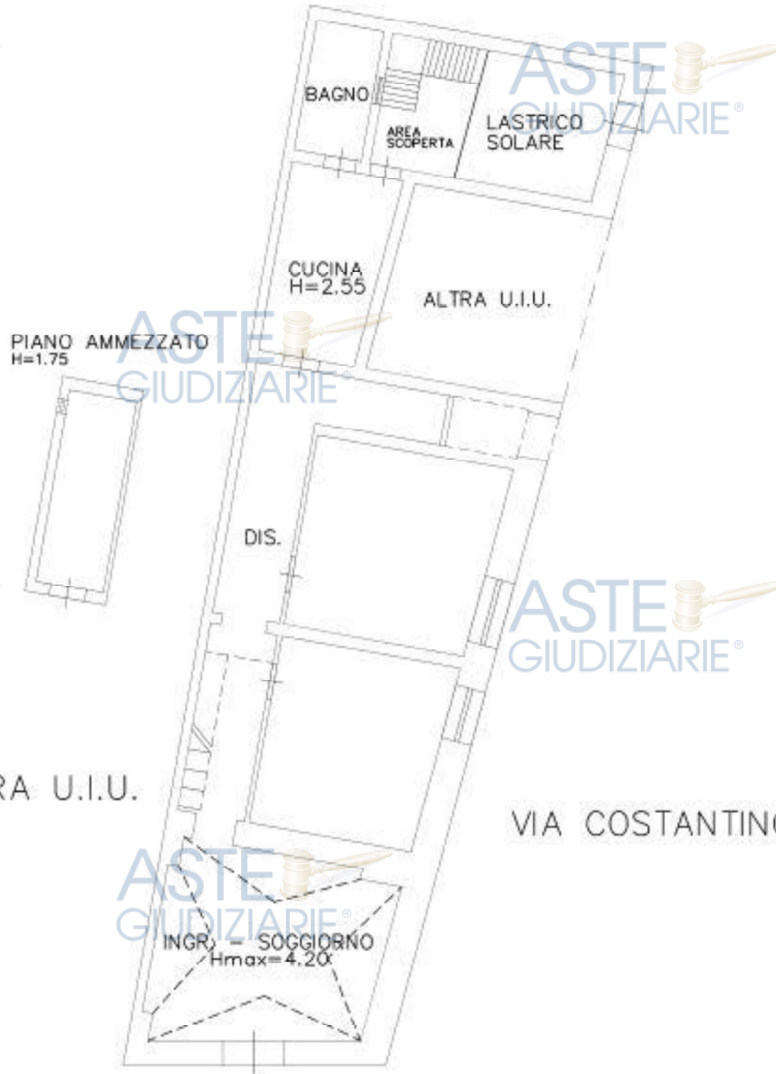 ASTE
GIUDIZIARIE®
BAGNO
AREA
SCOPERTA
LASTRICO
SOLARE
CUCINA
H=2.55
ALTRA U.I.U.
PIANO AMMEZZATO
H=1.75
ASTE
GIUDIZIARIE®
DIS.
ASTE
GIUDIZIARIE®
RA U.I.U.
VIA COSTANTINO
ASTE
GIUDIZIARIE®
INGR. - SOGGIORNO
Hmax=4.20